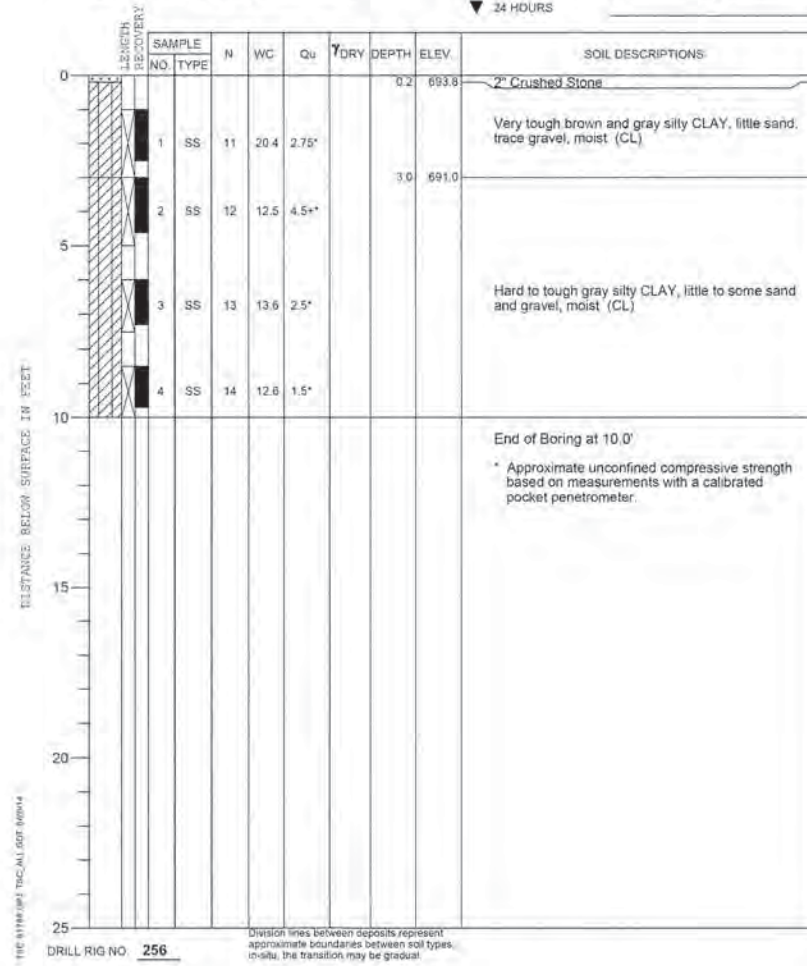 ▼ 24 HOURS
LENGTH
RECOVERY
SAMPLE
NO. TYPE
N
WC
Qu
γDRY
DEPTH
ELEV.
SOIL DESCRIPTIONS
0
0.2 693.8 2" Crushed Stone
Very tough brown and gray silty CLAY, little sand,
trace gravel, moist (CL)
1 SS 11 20.4 2.75*
3.0 691.0
2 SS 12 12.5 4.5+*
5
Hard to tough gray silty CLAY, little to some sand
and gravel, moist (CL)
3 SS 13 13.6 2.5*
4 SS 14 12.6 1.5*
10
End of Boring at 10.0'
* Approximate unconfined compressive strength
based on measurements with a calibrated
pocket penetrometer.
DISTANCE BELOW SURFACE IN FEET
15
20
25
DRILL RIG NO. 256
Division lines between deposits represent
approximate boundaries between soil types,
in-situ, the transition may be gradual.